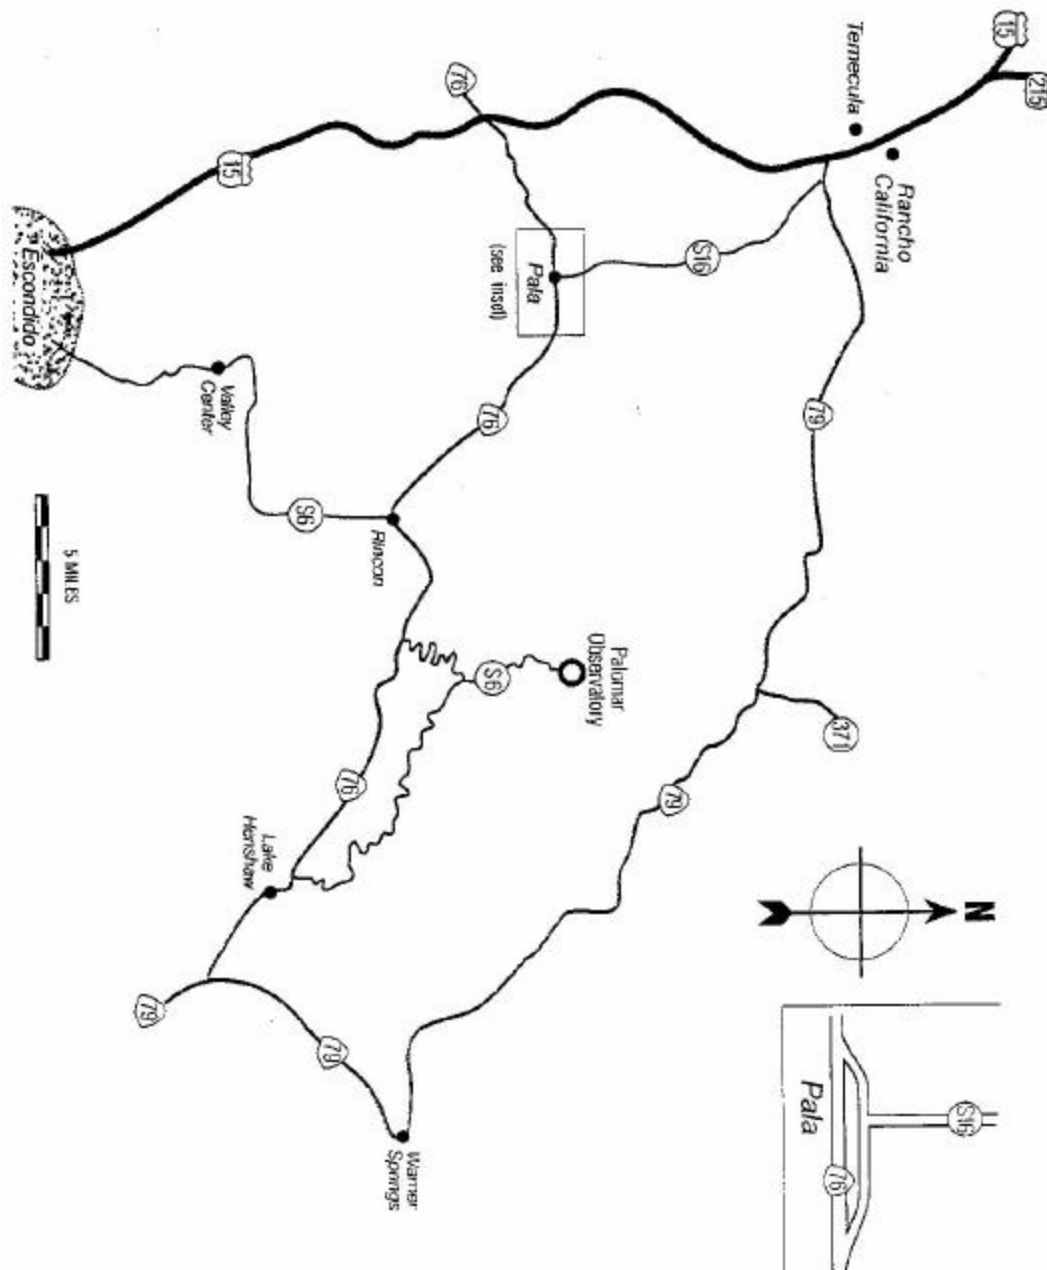 15
215
Temecula
Rancho
California
76
15
S16
Pala
(see inset)
79
Escondido
Valley
Center
76
S6
Rincon
5 MILES
Palomar
Observatory
S6
371
76
79
Lake
Henshaw
N
79
79
Warner
Springs
S16
76
Pala